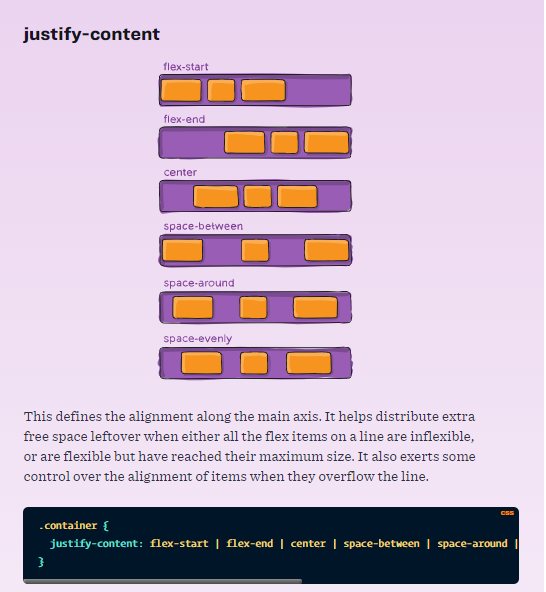 justify-content
flex-start
flex-end
center
space-between
space-around
space-evenly
This defines the alignment along the main axis. It helps distribute extra
free space leftover when either all the flex items on a line are inflexible,
or are flexible but have reached their maximum size. It also exerts some
control over the alignment of items when they overflow the line.
css
.container {
justify-content: flex-start | flex-end | center | space-between | space-around |
}